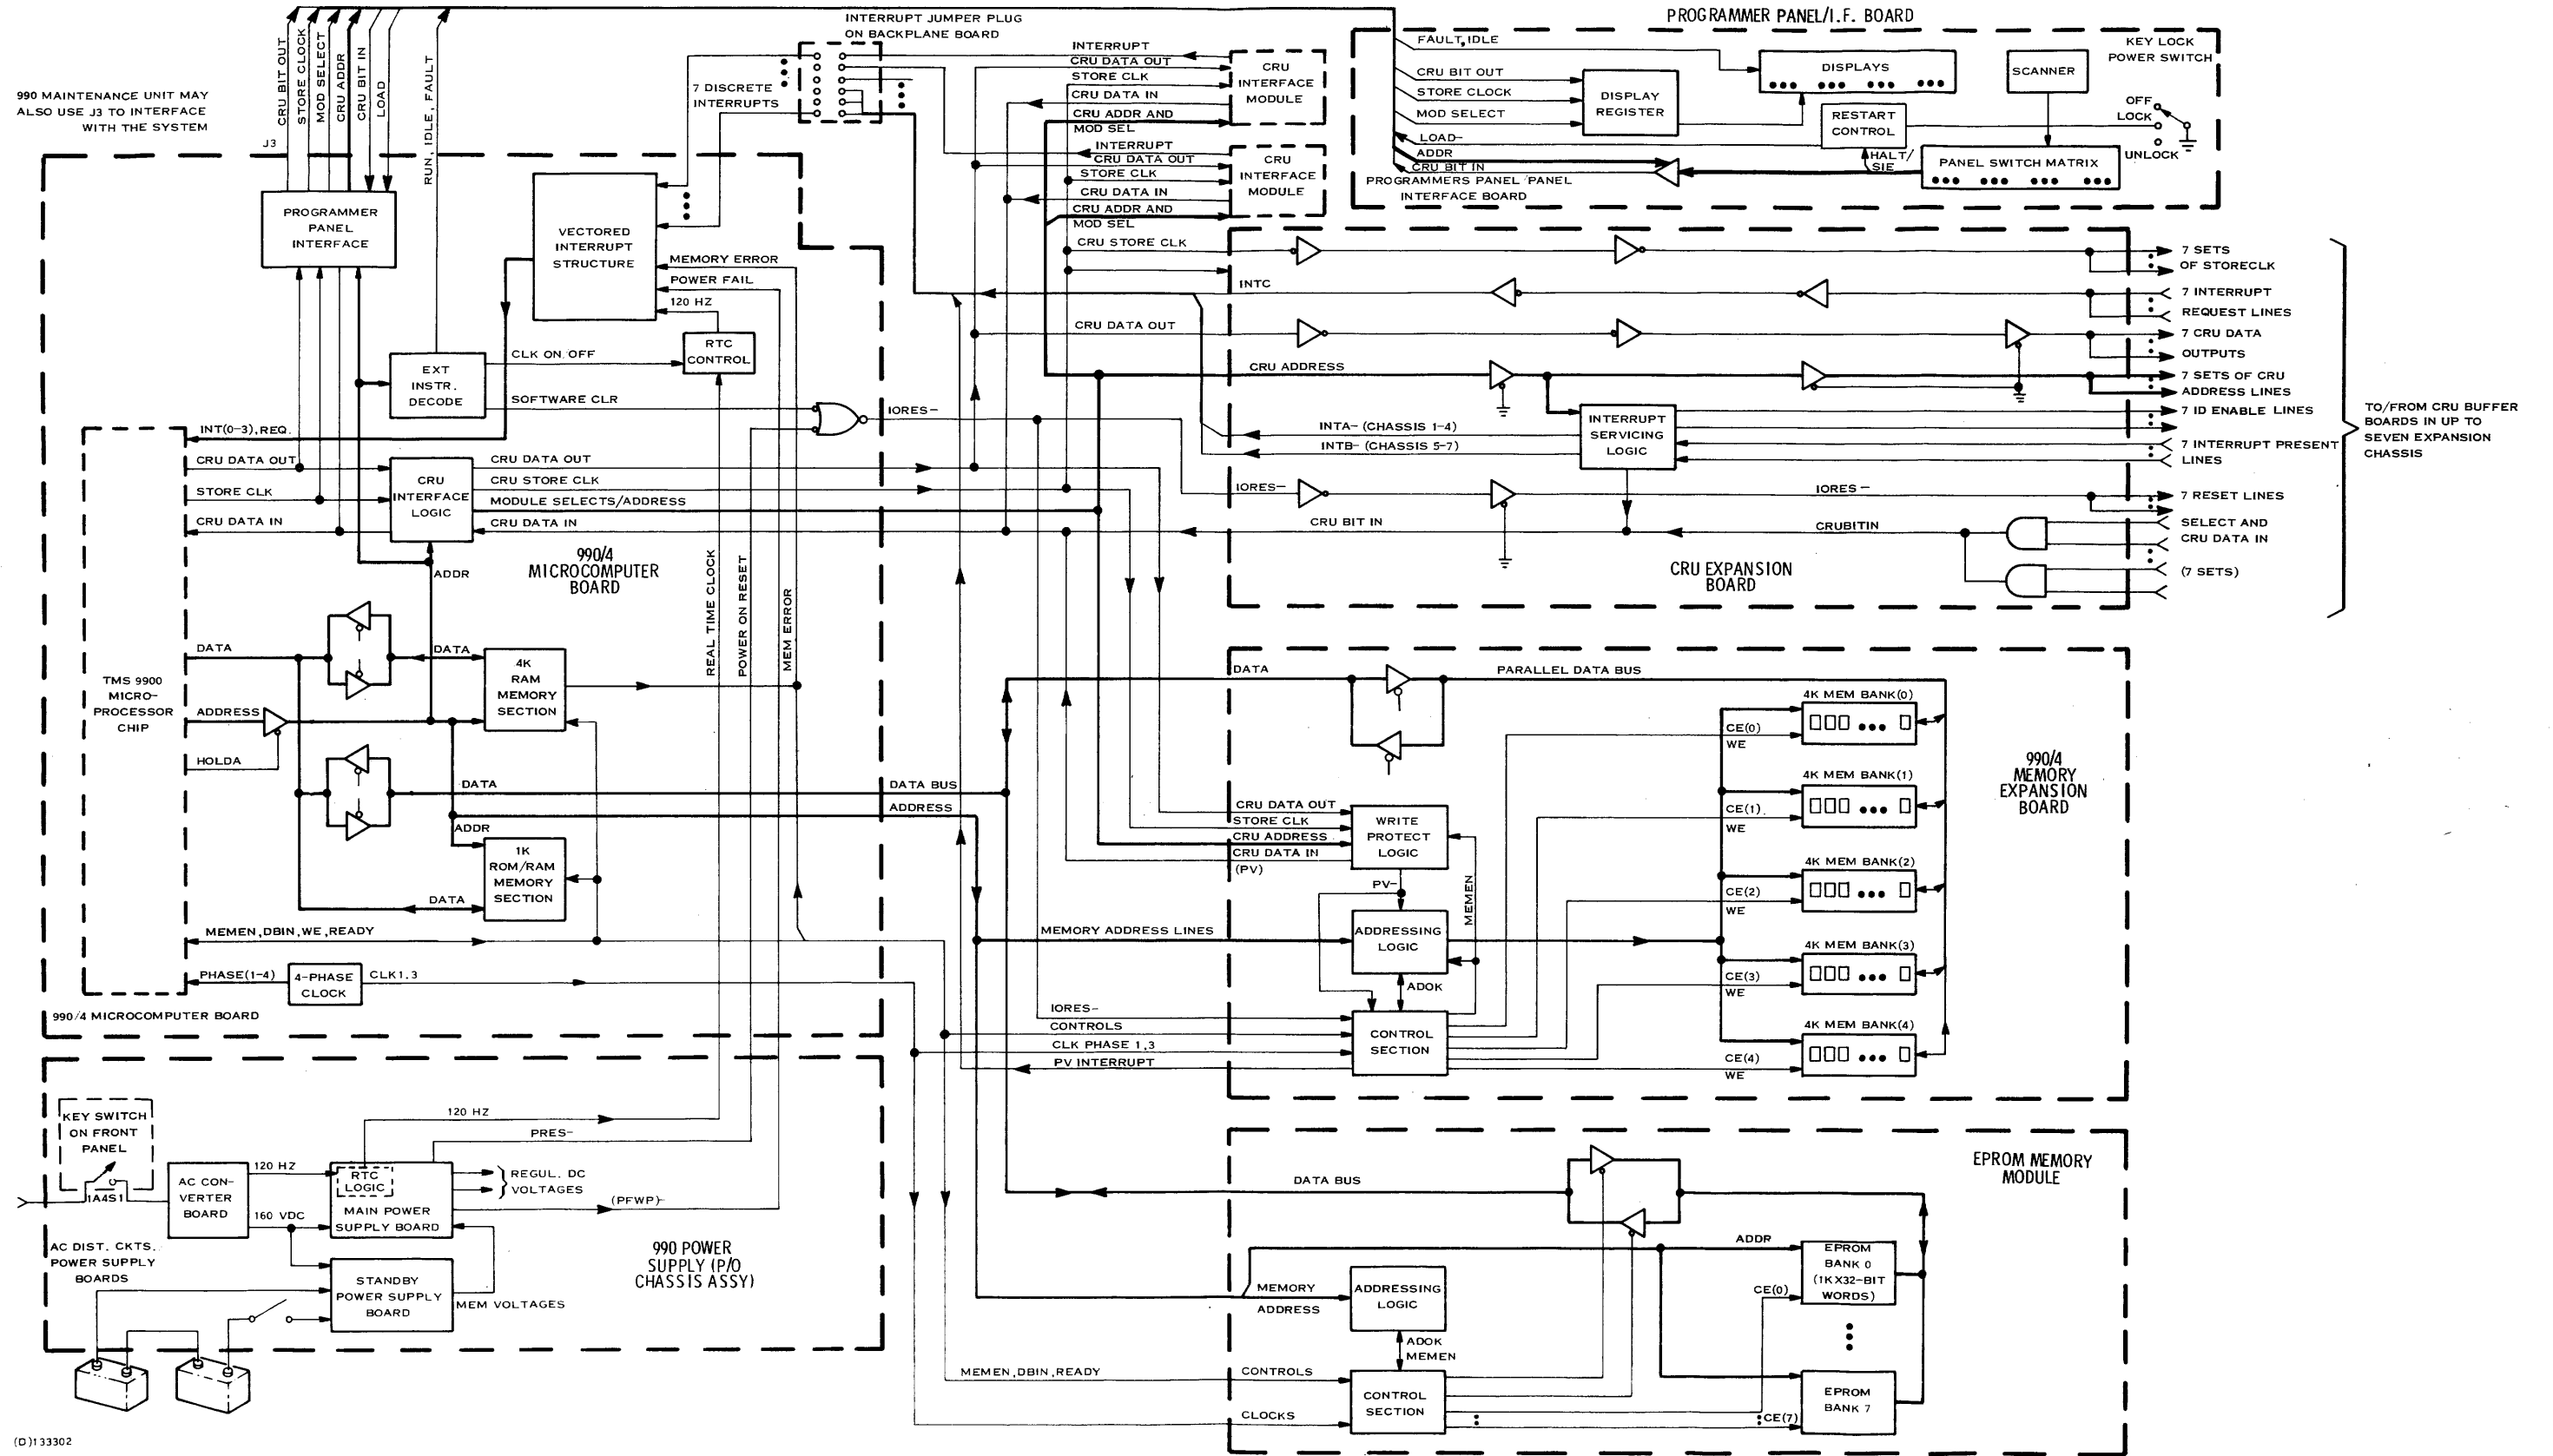 PROGRAMMER PANEL/I.F. BOARD
INTERRUPT JUMPER PLUG
ON BACKPLANE BOARD
990 MAINTENANCE UNIT MAY
ALSO USE J3 TO INTERFACE
WITH THE SYSTEM
J3
CRU BIT OUT
STORE CLOCK
MOD SELECT
CRU ADDR
CRU BIT IN
LOAD
RUN, IDLE, FAULT
7 DISCRETE
INTERRUPTS
INTERRUPT
CRU DATA OUT
STORE CLK
CRU DATA IN
CRU ADDR AND
MOD SEL
CRU
INTERFACE
MODULE
INTERRUPT
CRU DATA OUT
STORE CLK
CRU DATA IN
CRU ADDR AND
MOD SEL
CRU
INTERFACE
MODULE
FAULT, IDLE
CRU BIT OUT
STORE CLOCK
MOD SELECT
LOAD-
ADDR
CRU BIT IN
PROGRAMMERS PANEL/PANEL
INTERFACE BOARD
DISPLAY
REGISTER
DISPLAYS
RESTART
CONTROL
HALT/
SIE
SCANNER
PANEL SWITCH MATRIX
KEY LOCK
POWER SWITCH
OFF
LOCK
UNLOCK
PROGRAMMER
PANEL
INTERFACE
VECTORED
INTERRUPT
STRUCTURE
MEMORY ERROR
POWER FAIL
120 HZ
RTC
CONTROL
EXT
INSTR.
DECODE
CLK ON/OFF
SOFTWARE CLR
IORES-
INT(0-3), REQ.
CRU DATA OUT
STORE CLK
CRU DATA IN
CRU
INTERFACE
LOGIC
CRU DATA OUT
CRU STORE CLK
MODULE SELECTS/ADDRESS
CRU DATA IN
990/4
MICROCOMPUTER
BOARD
ADDR
REAL TIME CLOCK
POWER ON RESET
MEM ERROR
TMS 9900
MICRO-
PROCESSOR
CHIP
DATA
DATA
4K
RAM
MEMORY
SECTION
ADDRESS
HOLDA
DATA
DATA BUS
ADDRESS
ADDR
1K
ROM/RAM
MEMORY
SECTION
DATA
MEMEN, DBIN, WE, READY
PHASE(1-4)
4-PHASE
CLOCK
CLK1,3
990/4 MICROCOMPUTER BOARD
CRU STORE CLK
INTC
CRU DATA OUT
CRU ADDRESS
INTA- (CHASSIS 1-4)
INTB- (CHASSIS 5-7)
INTERRUPT
SERVICING
LOGIC
IORES-
IORES -
CRU BIT IN
CRUBITIN
CRU EXPANSION
BOARD
7 SETS
OF STORECLK
7 INTERRUPT
REQUEST LINES
7 CRU DATA
OUTPUTS
7 SETS OF CRU
ADDRESS LINES
7 ID ENABLE LINES
7 INTERRUPT PRESENT
LINES
7 RESET LINES
SELECT AND
CRU DATA IN
(7 SETS)
TO/FROM CRU BUFFER
BOARDS IN UP TO
SEVEN EXPANSION
CHASSIS
DATA
PARALLEL DATA BUS
CRU DATA OUT
STORE CLK
CRU ADDRESS
CRU DATA IN
(PV)
WRITE
PROTECT
LOGIC
PV-
MEMEN
MEMORY ADDRESS LINES
ADDRESSING
LOGIC
ADOK
IORES-
CONTROLS
CLK PHASE 1,3
PV INTERRUPT
CONTROL
SECTION
4K MEM BANK(0)
CE(0)
WE
4K MEM BANK(1)
CE(1)
WE
4K MEM BANK(2)
CE(2)
WE
4K MEM BANK(3)
CE(3)
WE
4K MEM BANK(4)
CE(4)
WE
990/4
MEMORY
EXPANSION
BOARD
KEY SWITCH
ON FRONT
PANEL
1A4S1
AC CON-
VERTER
BOARD
120 HZ
160 VDC
120 HZ
PRES-
RTC
LOGIC
MAIN POWER
SUPPLY BOARD
REGUL. DC
VOLTAGES
(PFWP)-
AC DIST. CKTS.
POWER SUPPLY
BOARDS
STANDBY
POWER SUPPLY
BOARD
MEM VOLTAGES
990 POWER
SUPPLY (P/O
CHASSIS ASSY)
EPROM MEMORY
MODULE
DATA BUS
ADDR
MEMORY
ADDRESS
ADDRESSING
LOGIC
ADOK
MEMEN
MEMEN, DBIN, READY
CONTROLS
CLOCKS
CONTROL
SECTION
EPROM
BANK 0
(1KX32-BIT
WORDS)
CE(0)
EPROM
BANK 7
CE(7)
(D)133302